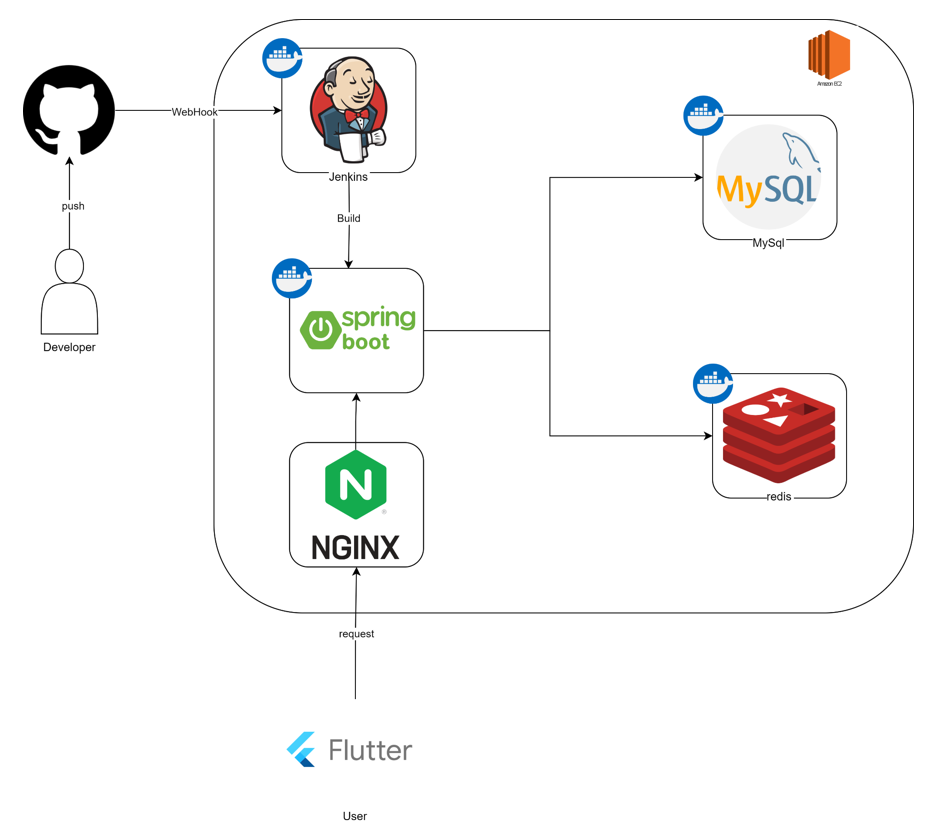 Amazon EC2
WebHook
Jenkins
push
MySQL
Build
MySql
spring
boot
Developer
NGINX
redis
request
Flutter
User